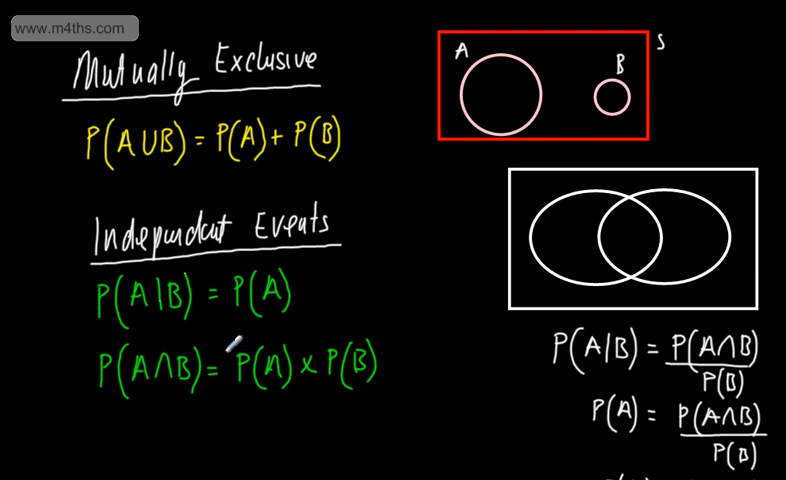 www.m4ths.com
Mutually Exclusive
P(A∪B) = P(A) + P(B)
A
B
S
Independent Events
P(A|B) = P(A)
P(A∩B) = P(A) × P(B)
P(A|B) = P(A∩B)
P(B)
P(A) = P(A∩B)
P(B)